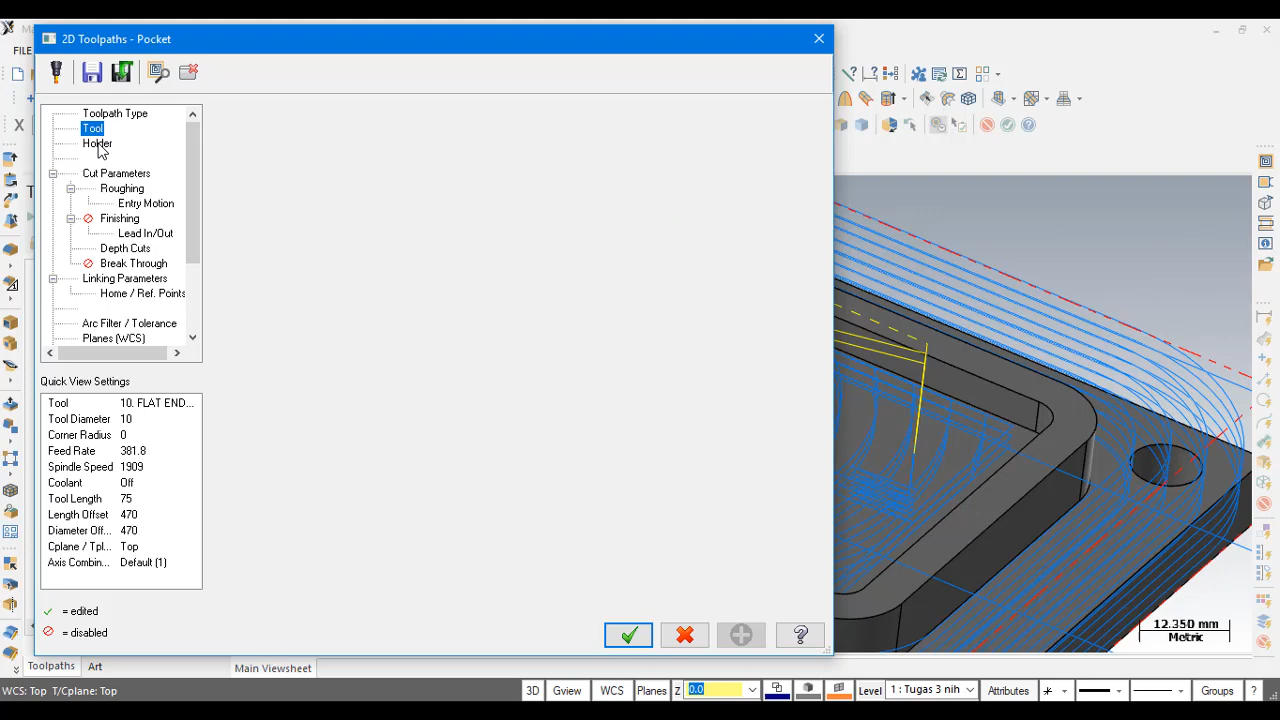 2D Toolpaths - Pocket
FILE
Toolpath Type
Tool
Holder
Cut Parameters
Roughing
Entry Motion
Finishing
Lead In/Out
Depth Cuts
Break Through
Linking Parameters
Home / Ref. Points
Arc Filter / Tolerance
Planes (WCS)
Quick View Settings
Tool 10. FLAT END...
Tool Diameter 10
Corner Radius 0
Feed Rate 381.8
Spindle Speed 1909
Coolant Off
Tool Length 75
Length Offset 470
Diameter Off... 470
Cplane / Tpl... Top
Axis Combin... Default (1)
= edited
= disabled
12.350 mm
Metric
Toolpaths Art Main Viewsheet
WCS: Top T/Cplane: Top 3D Gview WCS Planes Z 0.0 Level 1 : Tugas 3 nih Attributes Groups ?